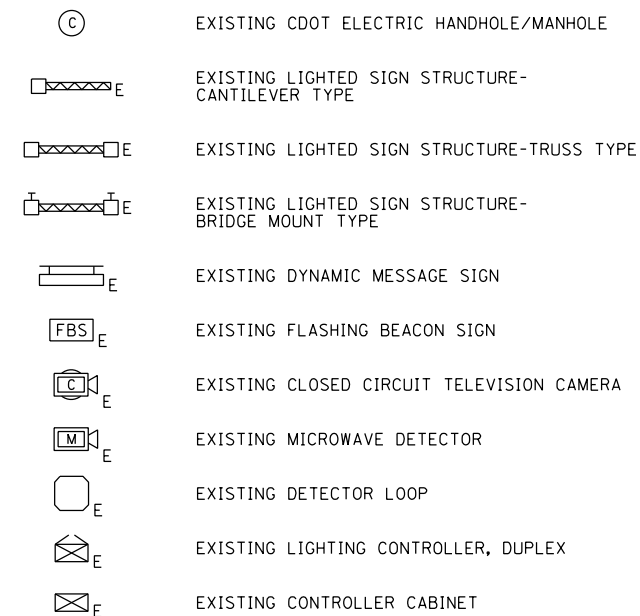 C EXISTING CDOT ELECTRIC HANDHOLE/MANHOLE
E EXISTING LIGHTED SIGN STRUCTURE-
CANTILEVER TYPE
E EXISTING LIGHTED SIGN STRUCTURE-TRUSS TYPE
E EXISTING LIGHTED SIGN STRUCTURE-
BRIDGE MOUNT TYPE
E EXISTING DYNAMIC MESSAGE SIGN
FBS E EXISTING FLASHING BEACON SIGN
C E EXISTING CLOSED CIRCUIT TELEVISION CAMERA
M E EXISTING MICROWAVE DETECTOR
E EXISTING DETECTOR LOOP
E EXISTING LIGHTING CONTROLLER, DUPLEX
E EXISTING CONTROLLER CABINET